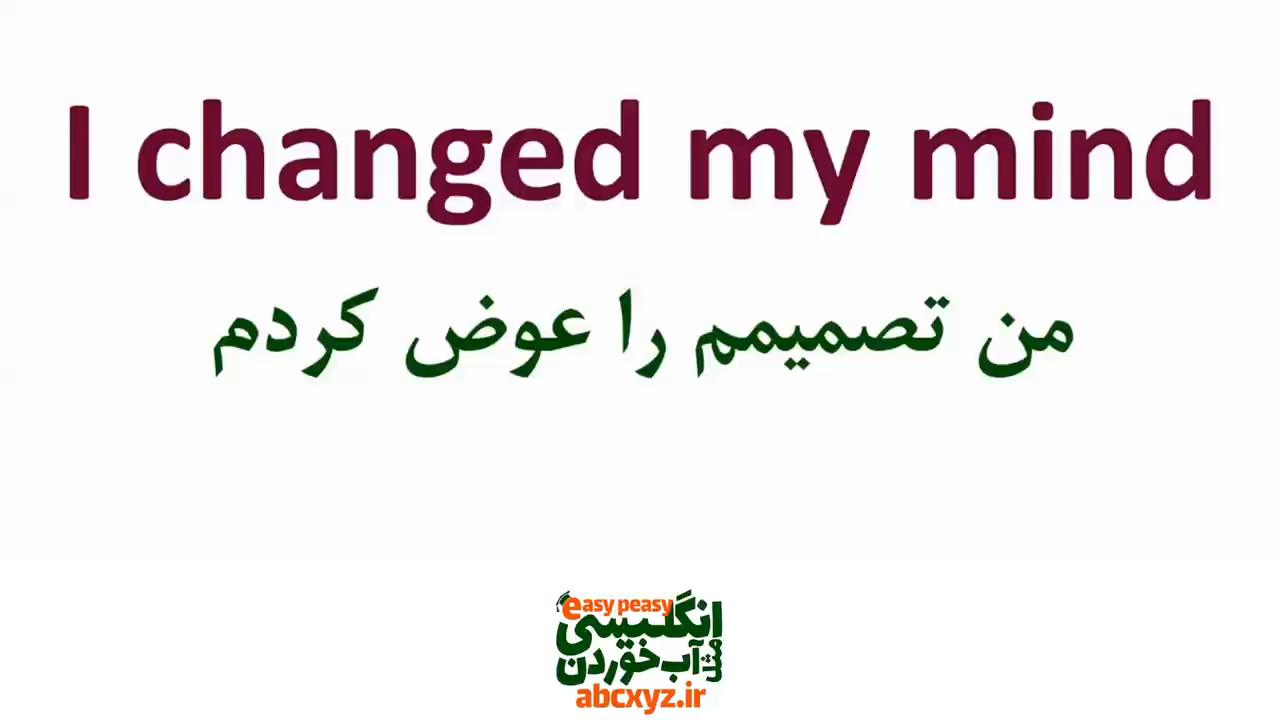 I changed my mind
من تصمیمم را عوض کردم
easy peasy
انگلیسی
مثل آب خوردن
abcxyz.ir